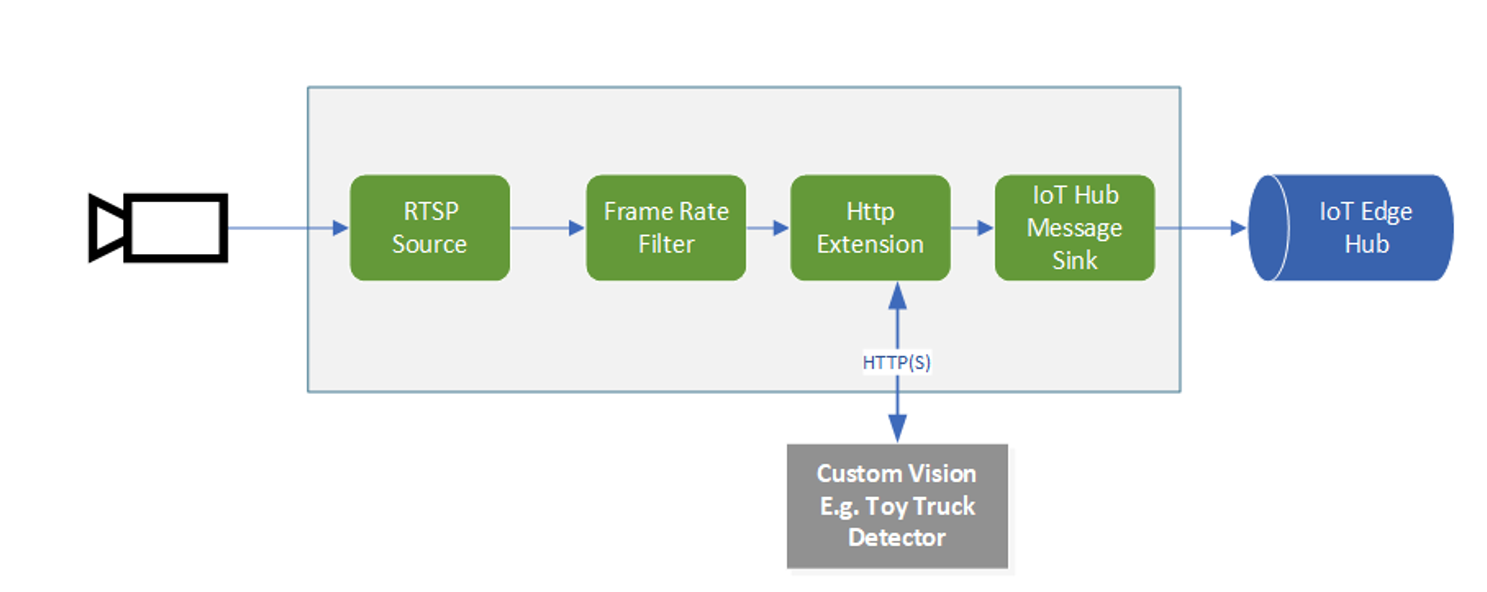 RTSP
Source
Frame Rate
Filter
Http
Extension
IoT Hub
Message
Sink
IoT Edge
Hub
HTTP(S)
Custom Vision
E.g. Toy Truck
Detector